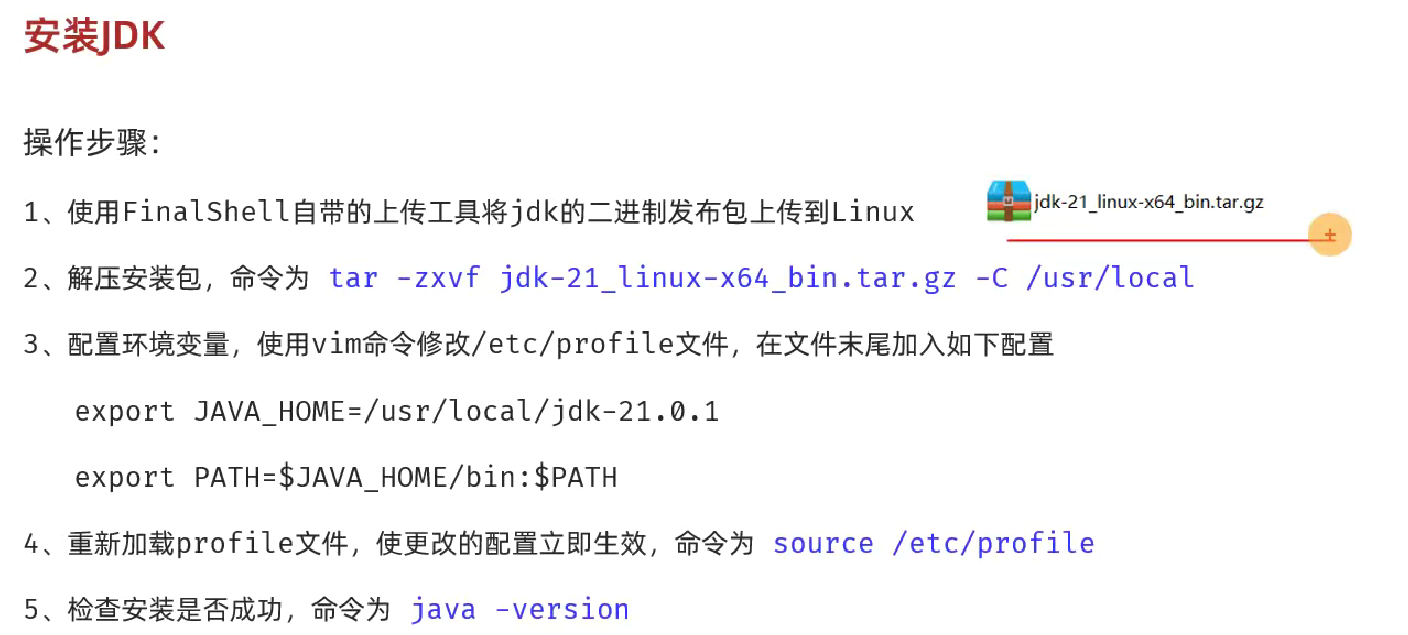 安装JDK
操作步骤：
1、使用FinalShell自带的上传工具将jdk的二进制发布包上传到Linux
jdk-21_linux-x64_bin.tar.gz
2、解压安装包，命令为 tar -zxvf jdk-21_linux-x64_bin.tar.gz -C /usr/local
3、配置环境变量，使用vim命令修改/etc/profile文件，在文件末尾加入如下配置
export JAVA_HOME=/usr/local/jdk-21.0.1
export PATH=$JAVA_HOME/bin:$PATH
4、重新加载profile文件，使更改的配置立即生效，命令为 source /etc/profile
5、检查安装是否成功，命令为 java -version